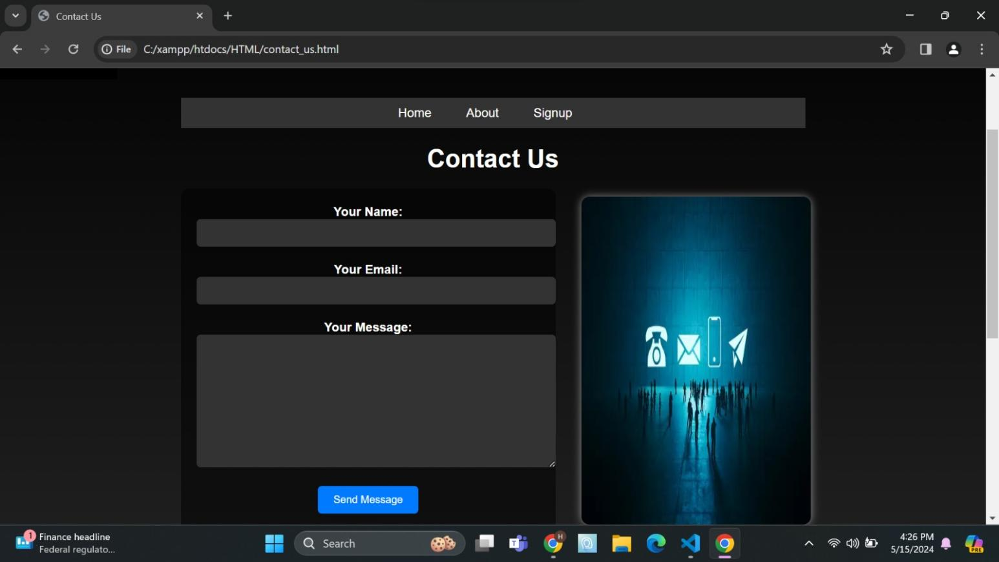 Contact Us
File C:/xampp/htdocs/HTML/contact_us.html
Home About Signup
Contact Us
Your Name:
Your Email:
Your Message:
Send Message
1
Finance headline
Federal regulato...
Search
T
H
4:26 PM
5/15/2024
PRE